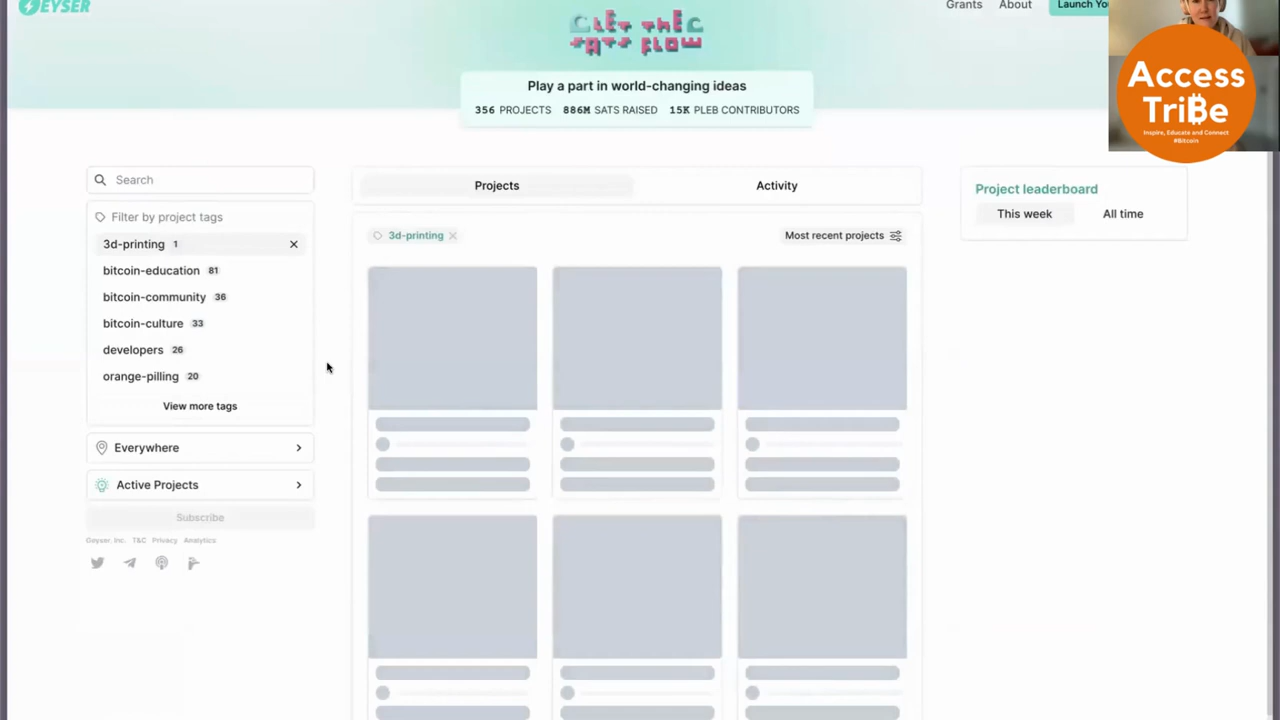 GEYSER
Grants
About
Launch You
LET THE
SATS FLOW
Play a part in world-changing ideas
356 PROJECTS 886M SATS RAISED 15K PLEB CONTRIBUTORS
Access
TriBe
Inspire, Educate and Connect
#Bitcoin
Search
Filter by project tags
3d-printing 1
bitcoin-education 81
bitcoin-community 36
bitcoin-culture 33
developers 26
orange-pilling 20
View more tags
Everywhere
Active Projects
Subscribe
Geyser, Inc. T&C Privacy Analytics
Projects
Activity
3d-printing
Most recent projects
Project leaderboard
This week
All time